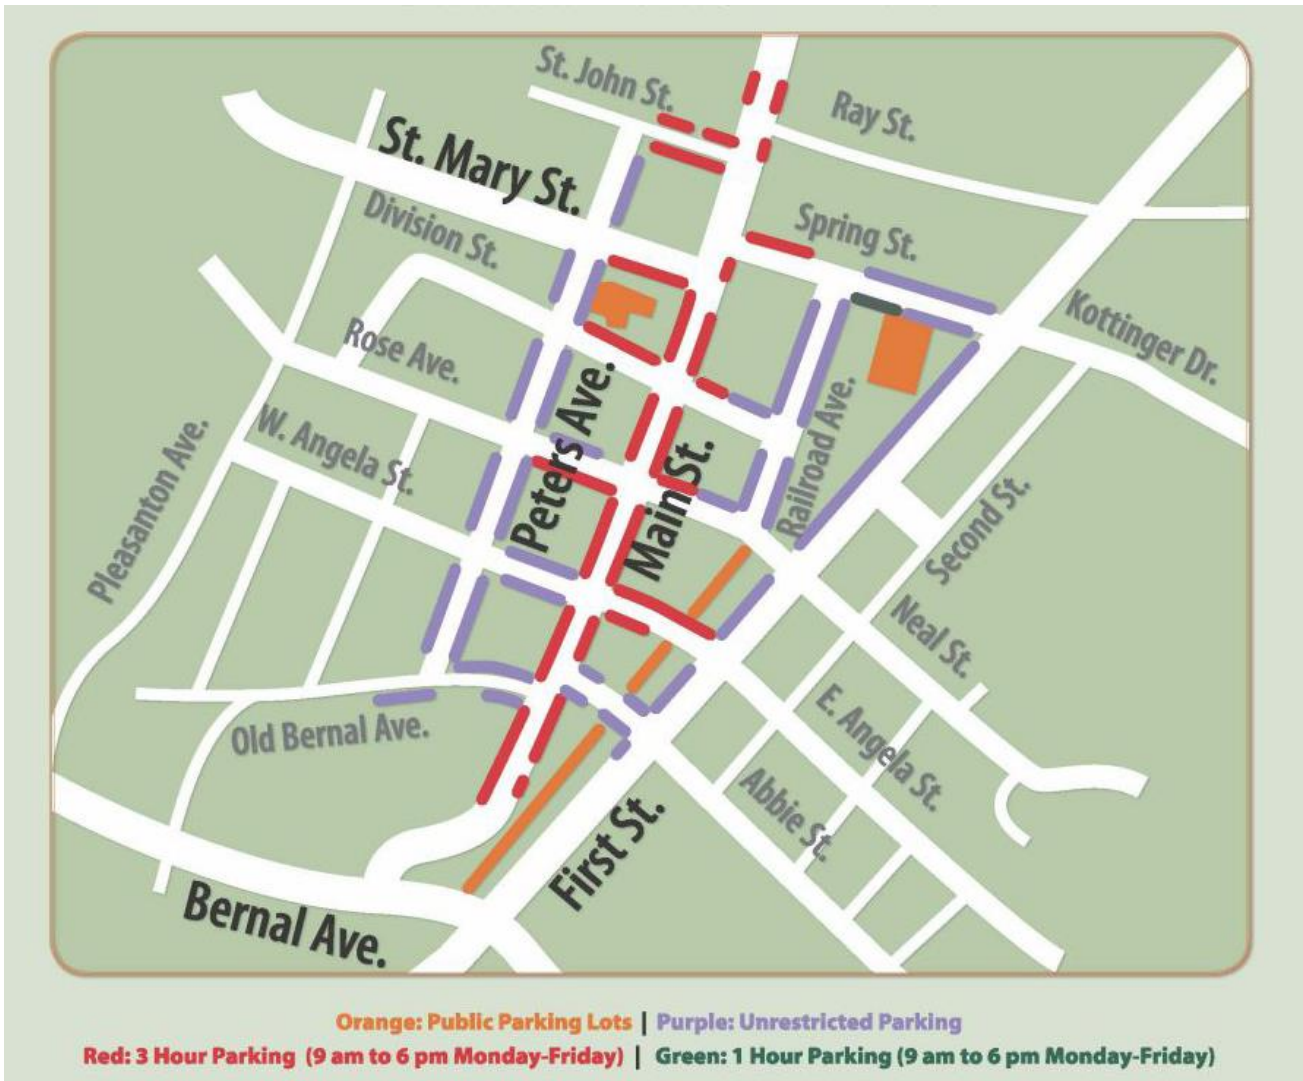 St. John St.
Ray St.
St. Mary St.
Division St.
Spring St.
Kottinger Dr.
Rose Ave.
W. Angela St.
Peters Ave.
Main St.
Railroad Ave.
Pleasanton Ave.
Second St.
Neal St.
E. Angela St.
Old Bernal Ave.
Abbie St.
First St.
Bernal Ave.
Orange: Public Parking Lots | Purple: Unrestricted Parking
Red: 3 Hour Parking (9 am to 6 pm Monday-Friday) | Green: 1 Hour Parking (9 am to 6 pm Monday-Friday)